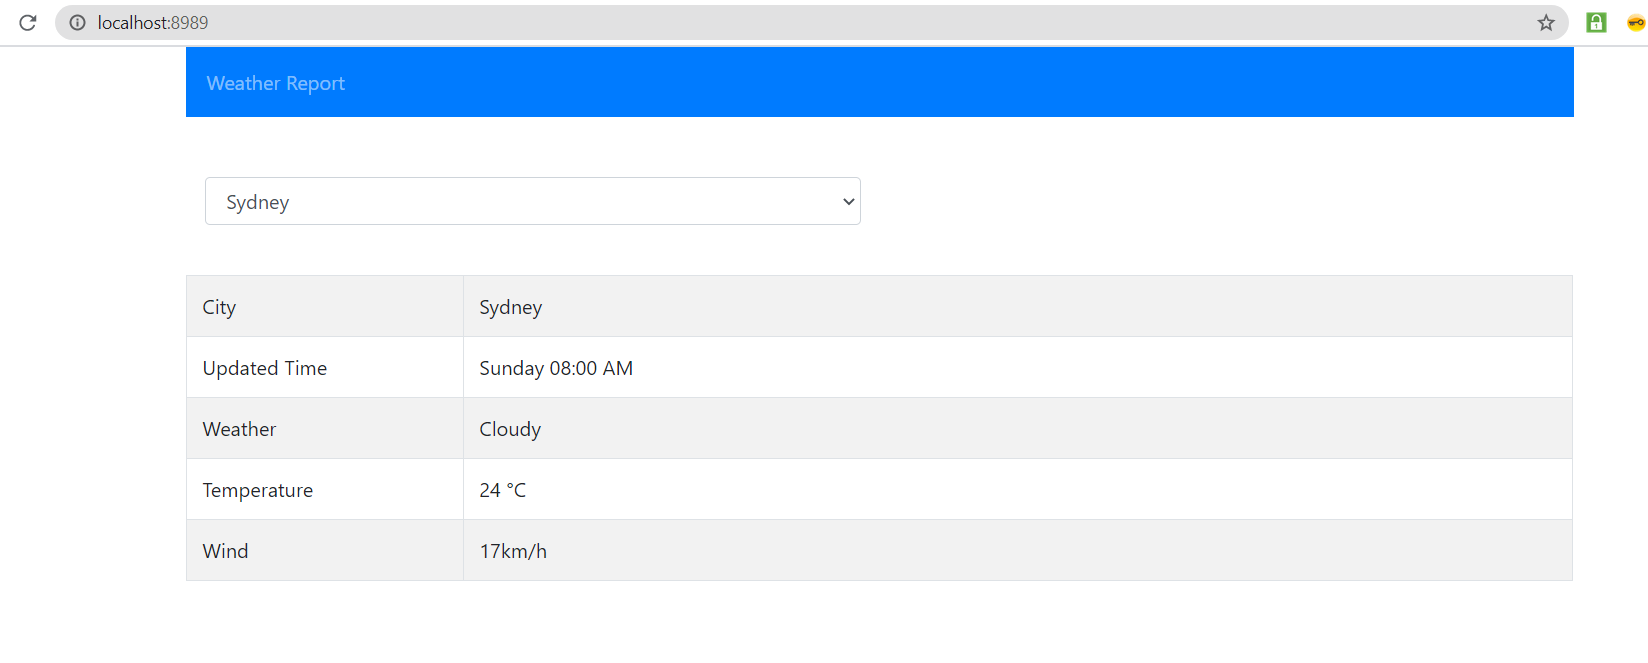 localhost:8989
Weather Report
Sydney
City Sydney
Updated Time Sunday 08:00 AM
Weather Cloudy
Temperature 24 °C
Wind 17km/h